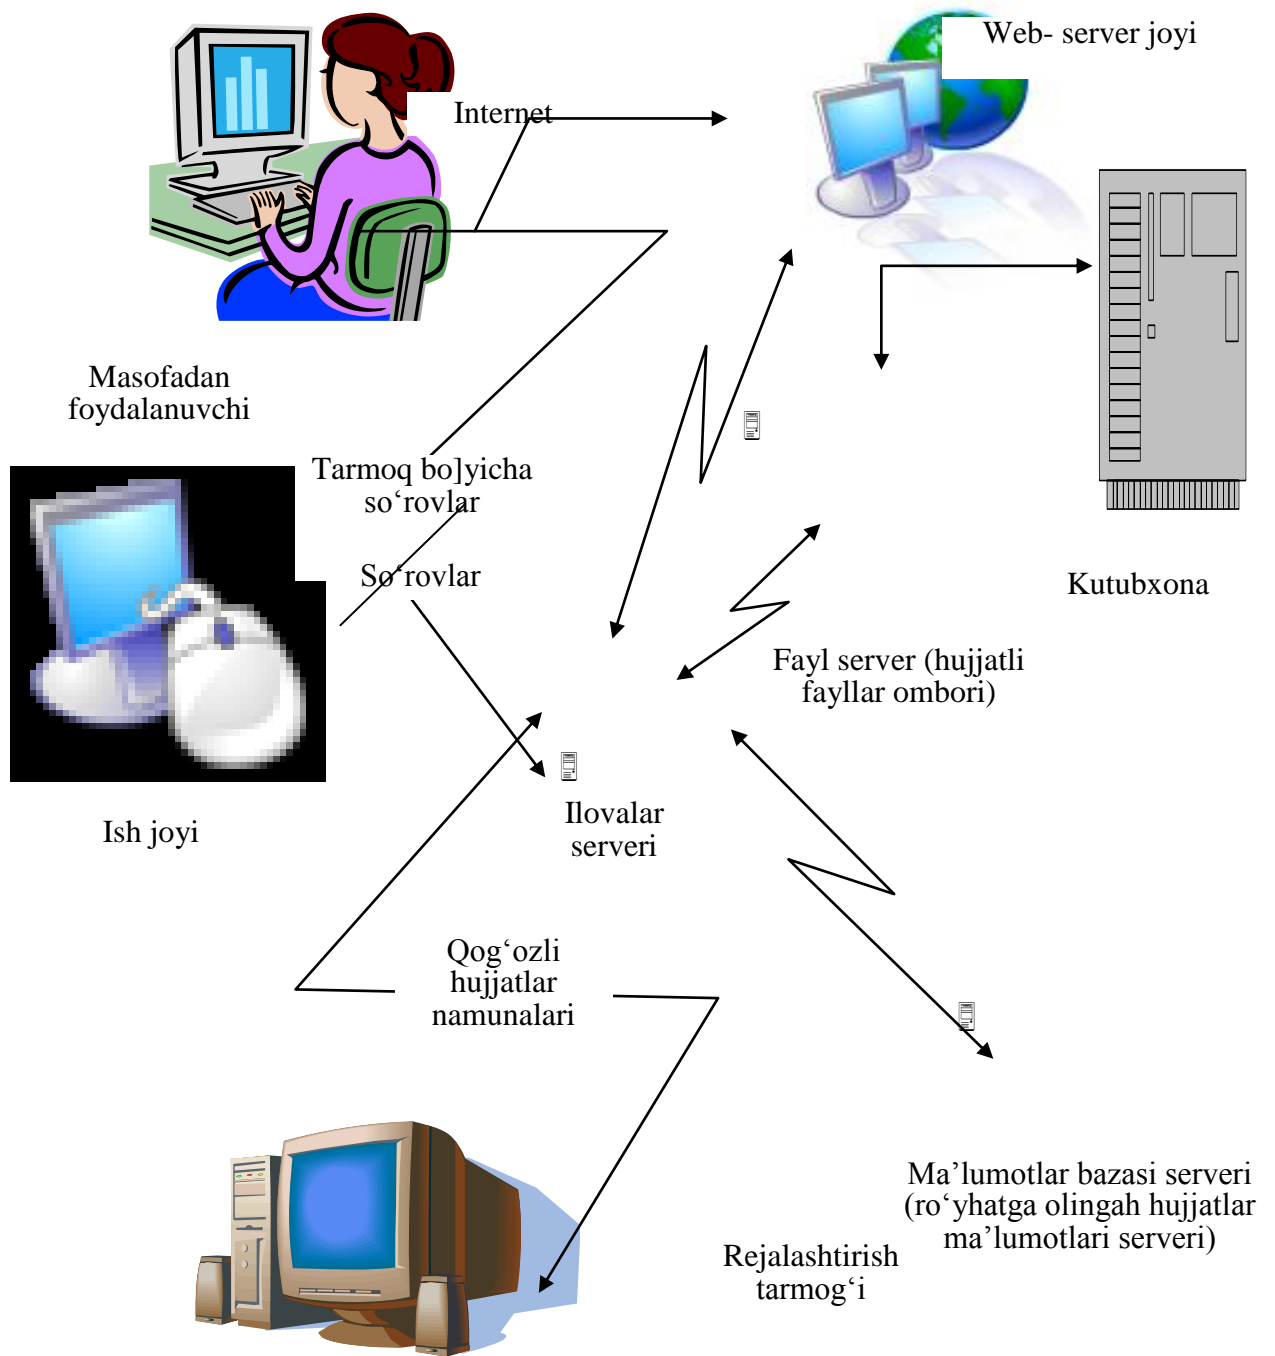 Web- server joyi
Internet
Masofadan
foydalanuvchi
Tarmoq bo]yicha
so‘rovlar
So‘rovlar
Kutubxona
Fayl server (hujjatli
fayllar ombori)
Ish joyi
Ilovalar
serveri
Qog‘ozli
hujjatlar
namunalari
Ma’lumotlar bazasi serveri
(ro‘yhatga olingah hujjatlar
ma’lumotlari serveri)
Rejalashtirish
tarmog‘i